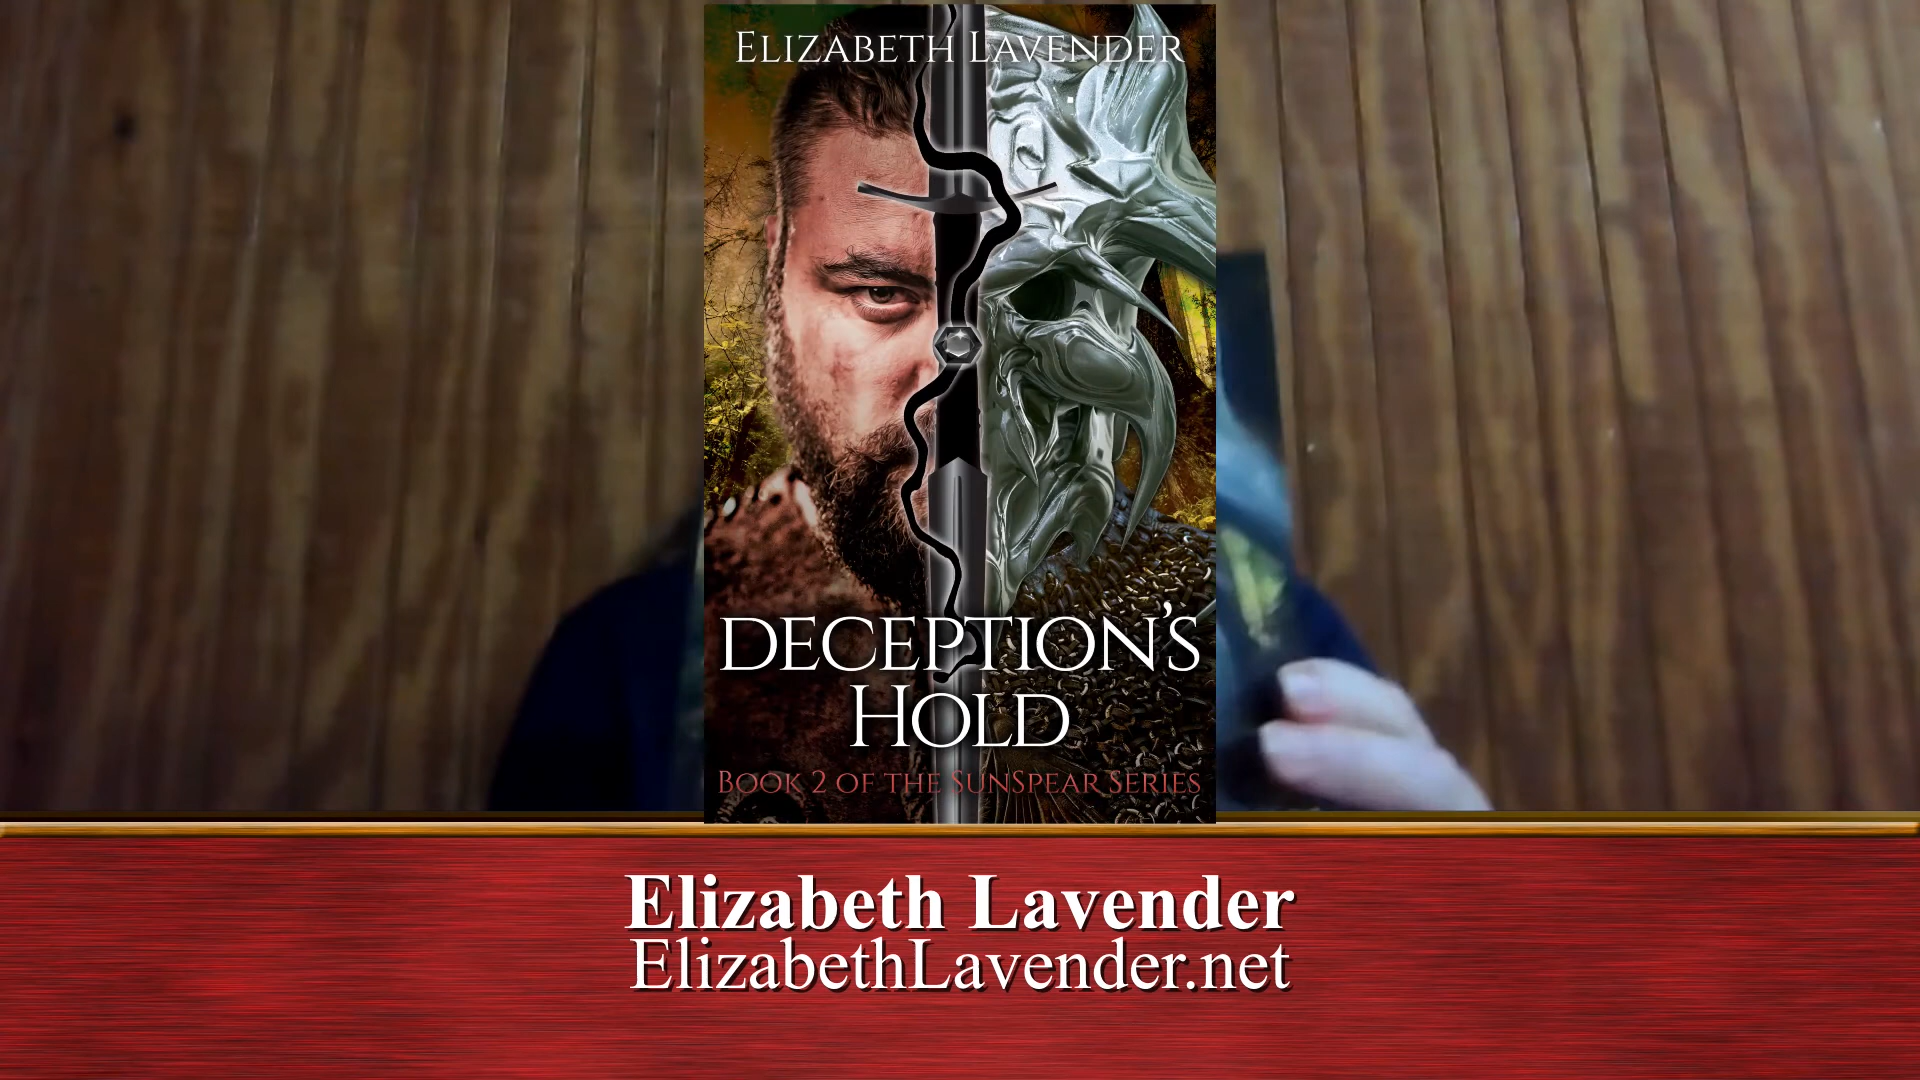 Elizabeth Lavender
Deception's
Hold
Book 2 of the SunSpear Series
Elizabeth Lavender
ElizabethLavender.net